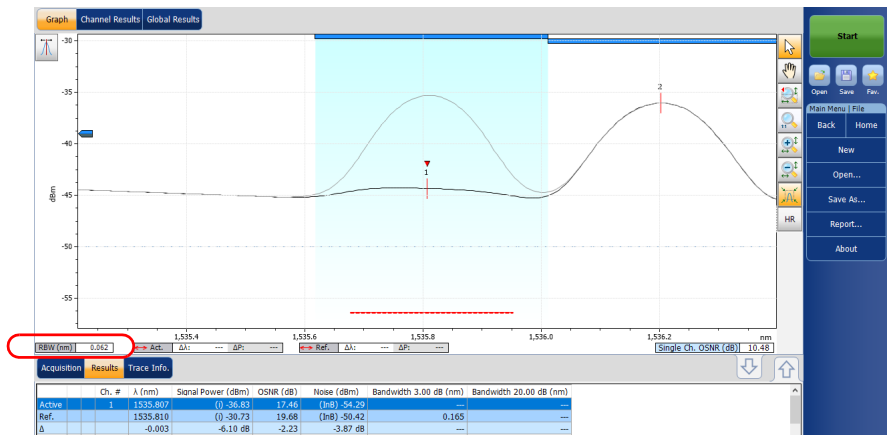 Graph Channel Results Global Results
Start
-30
-35
-40
-45
-50
-55
dBm
1
2
Open Save Fav.
Main Menu | File
Back Home
New
Open...
Save As...
Report...
About
HR
1,535.4 1,535.6 1,535.8 1,536.0 1,536.2 nm
RBW (nm) 0.062 Act. Δλ: --- ΔP: --- Ref. Δλ: --- ΔP: --- Single Ch. OSNR (dB) 10.48
Acquisition Results Trace Info.
Ch. # λ (nm) Signal Power (dBm) OSNR (dB) Noise (dBm) Bandwidth 3.00 dB (nm) Bandwidth 20.00 dB (nm)
Active 1 1535.807 (i) -36.83 17.46 (InB) -54.29 --- ---
Ref. 1535.810 (i) -30.73 19.68 (InB) -50.42 0.165 ---
Δ -0.003 -6.10 dB -2.23 -3.87 dB --- ---